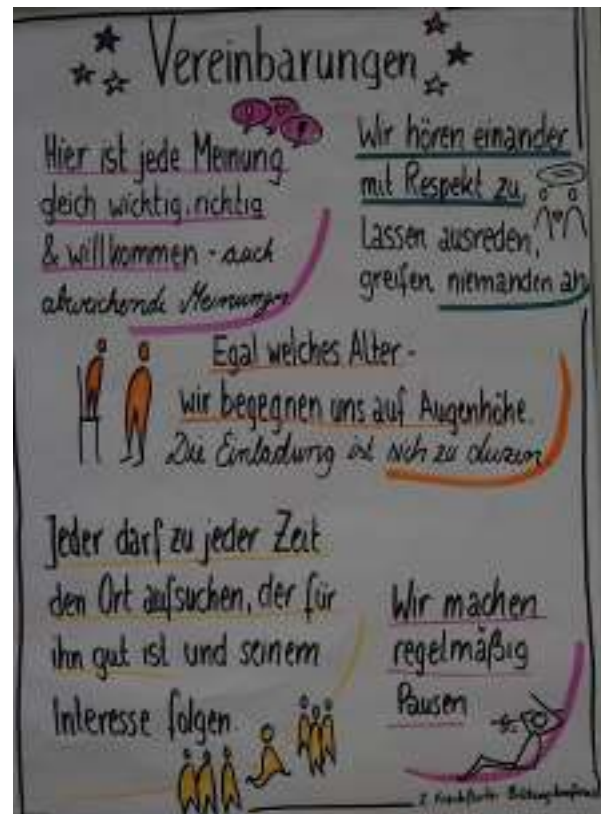 Vereinbarungen
Hier ist jede Meinung
gleich wichtig, richtig
& willkommen - auch
abweichende Meinungen
Wir hören einander
mit Respekt zu,
lassen ausreden,
greifen niemanden an
Egal welches Alter -
wir begegnen uns auf Augenhöhe.
Die Einladung ist sich zu duzen
Jeder darf zu jeder Zeit
den Ort aufsuchen, der für
ihn gut ist und seinem
Interesse folgen.
Wir machen
regelmäßig
Pausen
2. Frankfurter